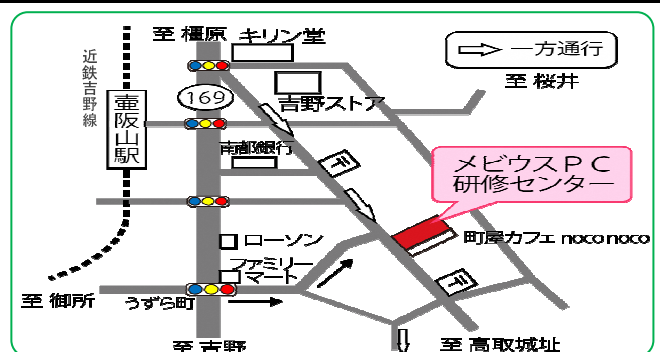 至 橿原
キリン堂
一方通行
至 桜井
近鉄吉野線
169
吉野ストア
壷阪山駅
南都銀行
〒
メビウスＰＣ
研修センター
ローソン
町屋カフェ noco noco
ファミリー
マート
〒
至 御所
うずら町
至 吉野
至 高取城址